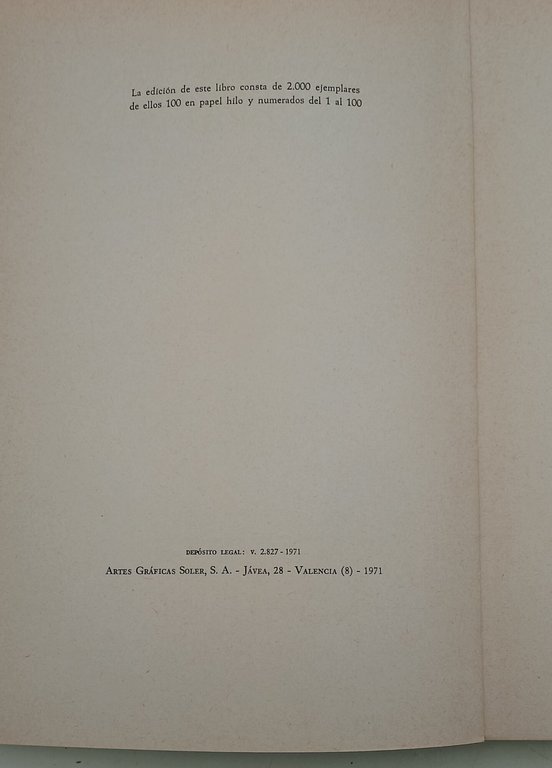 La edición de este libro consta de 2.000 ejemplares
de ellos 100 en papel hilo y numerados del 1 al 100
DEPÓSITO LEGAL: V. 2.827 - 1971
ARTES GRÁFICAS SOLER, S. A. - JÁVEA, 28 - VALENCIA (8) - 1971